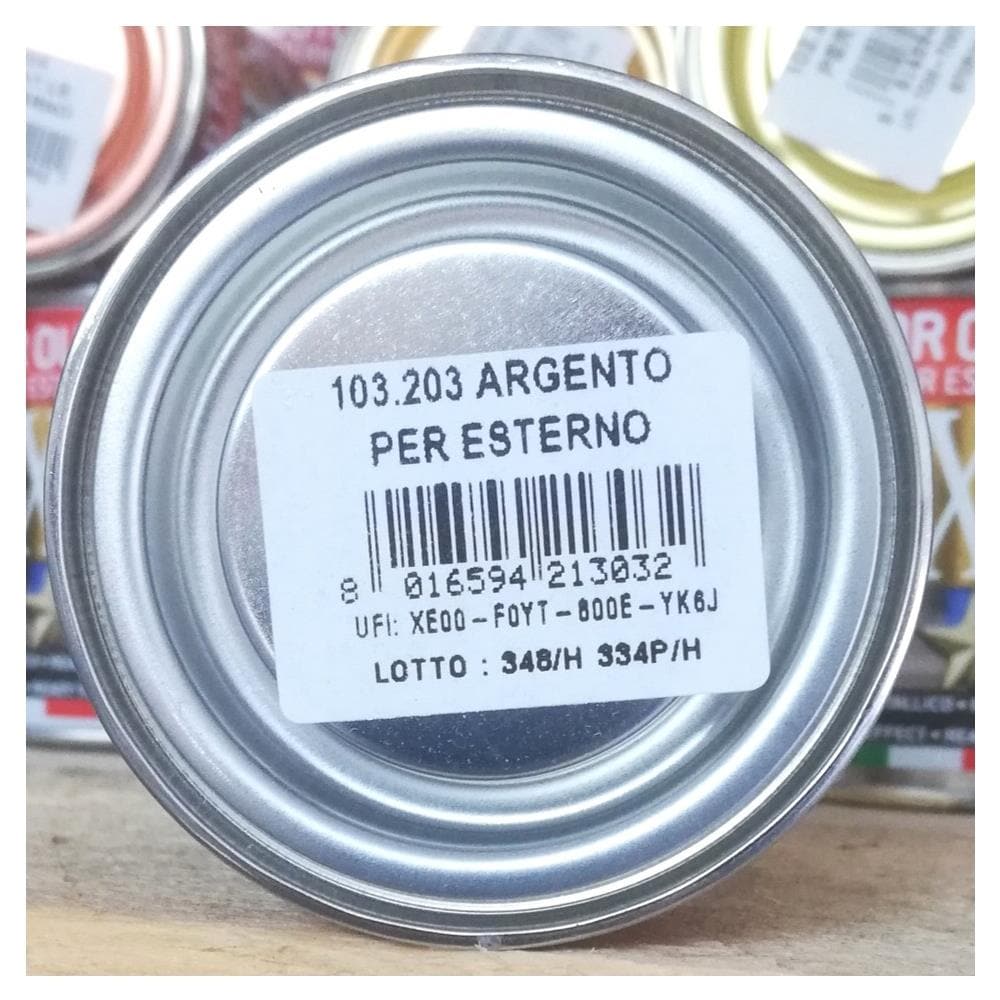 103.203 ARGENTO
PER ESTERNO
8 016594 213032
UFI: XE00-F0YT-800E-YK6J
LOTTO : 348/H 334P/H